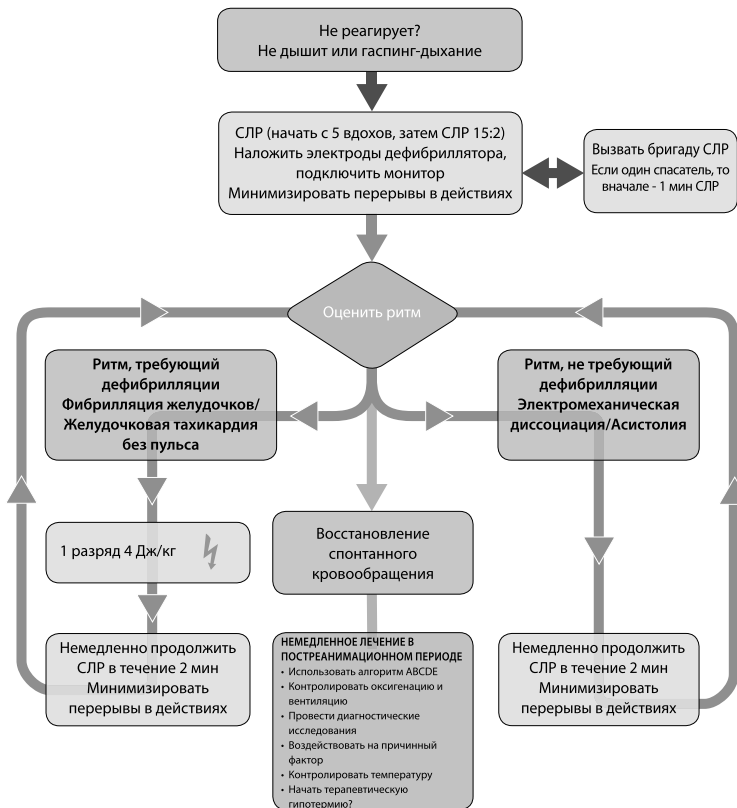 Не реагирует?
Не дышит или гаспинг-дыхание
СЛР (начать с 5 вдохов, затем СЛР 15:2)
Наложить электроды дефибриллятора,
подключить монитор
Минимизировать перерывы в действиях
Вызвать бригаду СЛР
Если один спасатель, то
вначале - 1 мин СЛР
Оценить ритм
Ритм, требующий
дефибрилляции
Фибрилляция желудочков/
Желудочковая тахикардия
без пульса
Ритм, не требующий
дефибрилляции
Электромеханическая
диссоциация/Асистолия
1 разряд 4 Дж/кг
Восстановление
спонтанного
кровообращения
Немедленно продолжить
СЛР в течение 2 мин
Минимизировать
перерывы в действиях
НЕМЕДЛЕННОЕ ЛЕЧЕНИЕ В
ПОСТРЕАНИМАЦИОННОМ ПЕРИОДЕ
• Использовать алгоритм ABCDE
• Контролировать оксигенацию и
вентиляцию
• Провести диагностические
исследования
• Воздействовать на причинный
фактор
• Контролировать температуру
• Начать терапевтическую
гипотермию?
Немедленно продолжить
СЛР в течение 2 мин
Минимизировать
перерывы в действиях